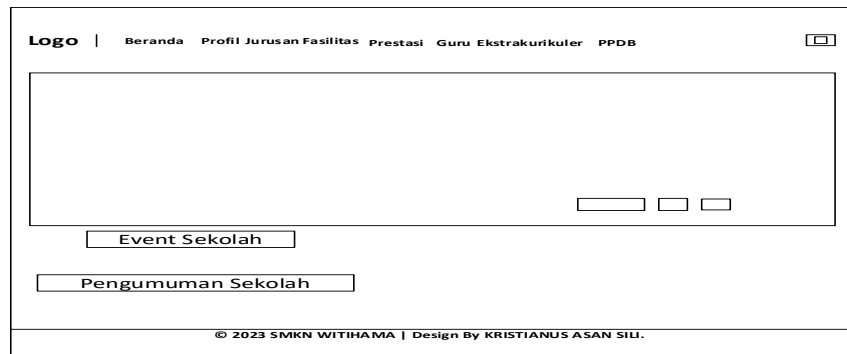 Logo | Beranda Profil Jurusan Fasilitas Prestasi Guru Ekstrakurikuler PPDB
Event Sekolah
Pengumuman Sekolah
© 2023 SMKN WITIHAMA | Design By KRISTIANUS ASAN SILI.